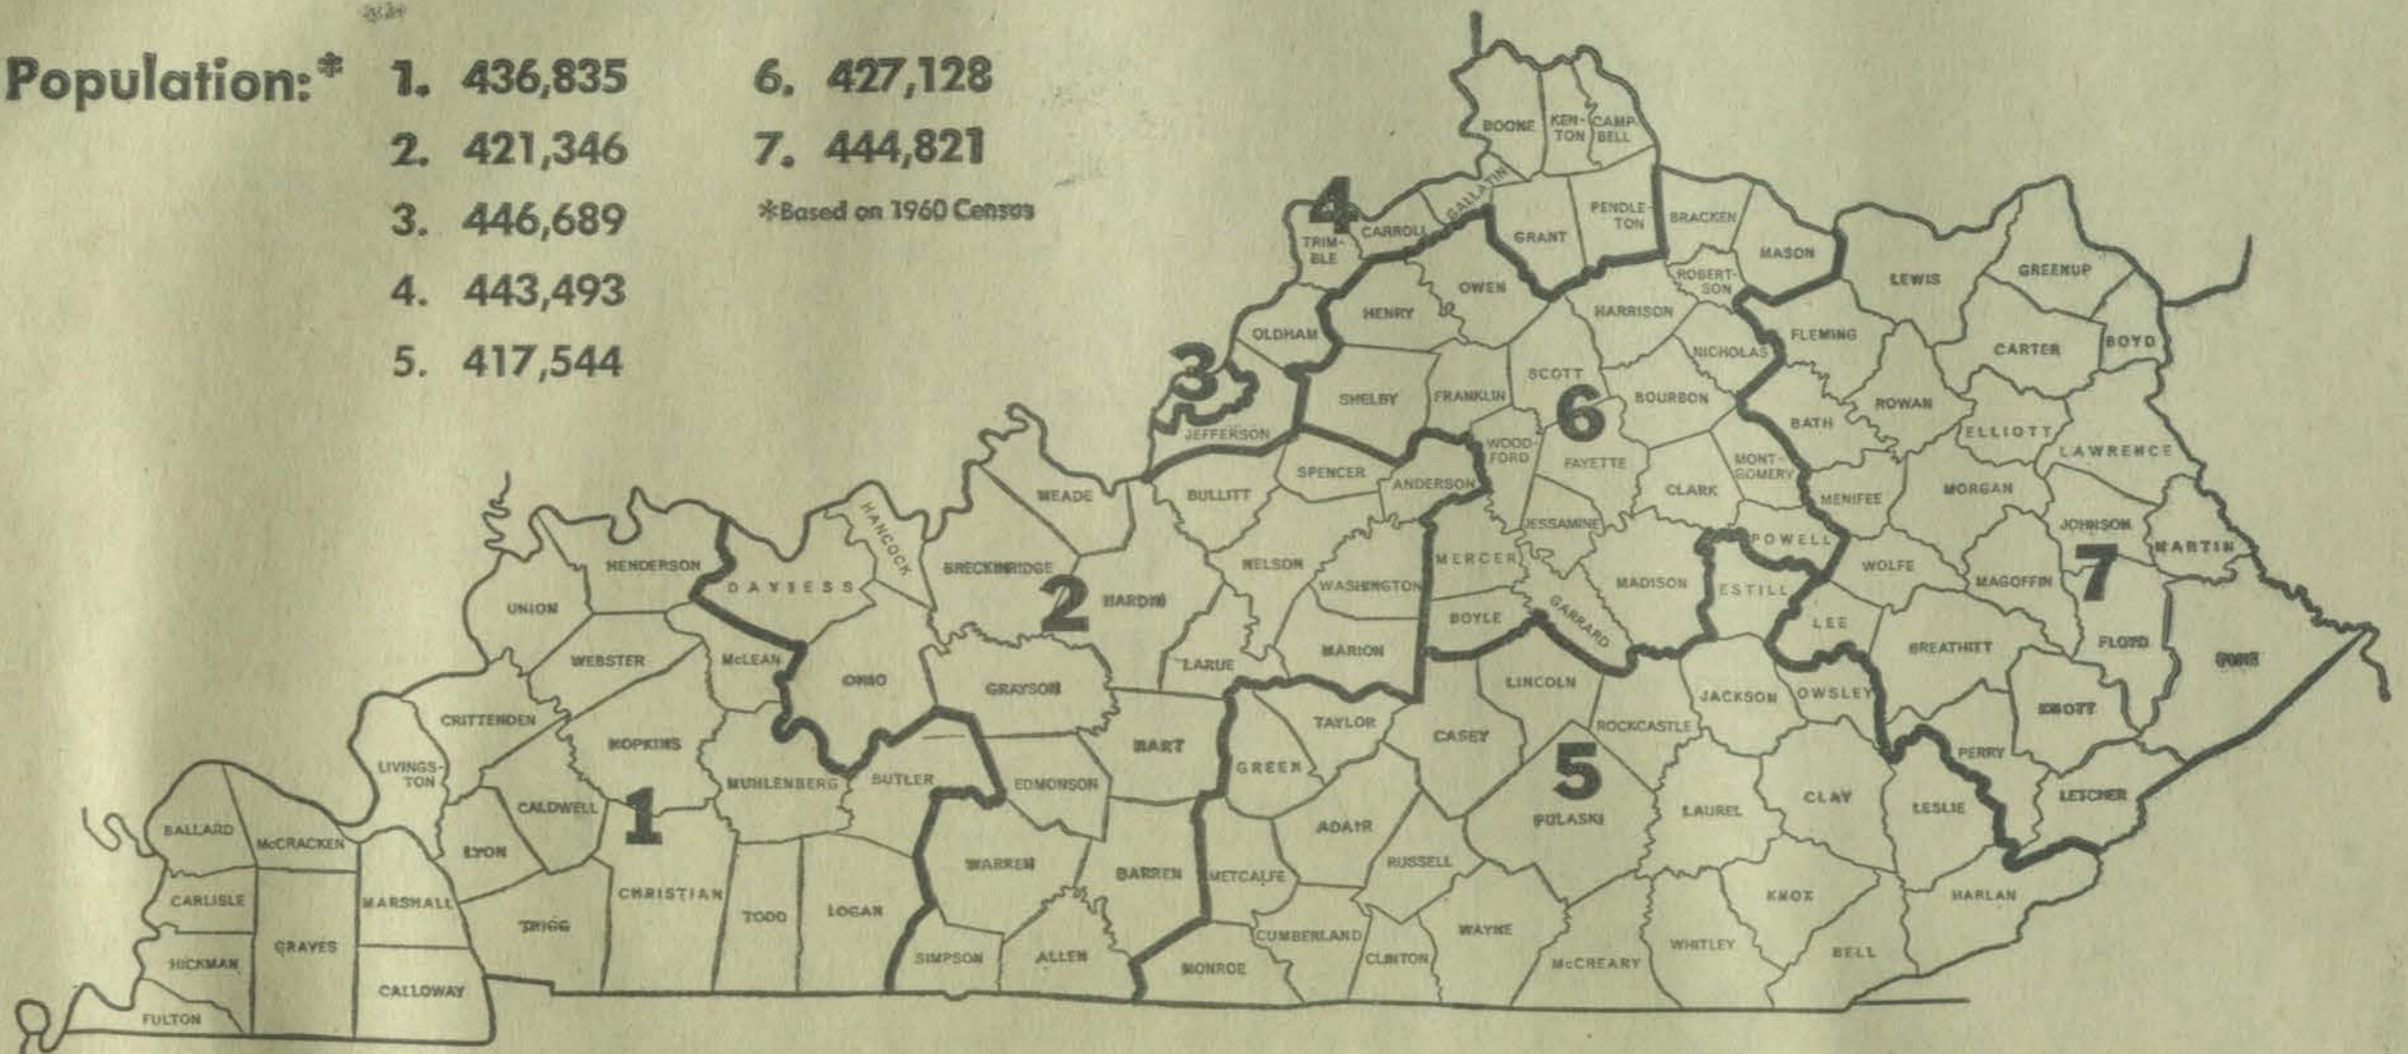 Population:* 1. 436,835 6. 427,128
2. 421,346 7. 444,821
3. 446,689 *Based on 1960 Census
4. 443,493
5. 417,544
BOONE
KEN-
TON
CAMP-
BELL
4
GALLATIN
TRIM-
BLE
CARROLL
GRANT
PENDLE-
TON
BRACKEN
MASON
ROBERT-
SON
LEWIS
GREENUP
OLDHAM
HENRY
OWEN
HARRISON
FLEMING
CARTER
BOYD
NICHOLAS
3
JEFFERSON
SHELBY
FRANKLIN
SCOTT
6
BOURBON
BATH
ROWAN
ELLIOTT
LAWRENCE
MEADE
BULLITT
SPENCER
ANDERSON
WOOD-
FORD
FAYETTE
CLARK
MONT-
GOMERY
MENIFEE
MORGAN
JOHNSON
MARTIN
HANCOCK
HENDERSON
DAVIESS
BRECKINRIDGE
2
HARDIN
NELSON
WASHINGTON
MERCER
JESSAMINE
MADISON
POWELL
ESTILL
WOLFE
MAGOFFIN
7
UNION
WEBSTER
McLEAN
OHIO
GRAYSON
LARUE
MARION
BOYLE
GARRARD
LEE
BREATHITT
FLOYD
CRITTENDEN
HOPKINS
MUHLENBERG
BUTLER
EDMONSON
HART
GREEN
TAYLOR
CASEY
LINCOLN
ROCKCASTLE
JACKSON
OWSLEY
PERRY
KNOTT
LETCHER
LIVINGS-
TON
CALDWELL
1
LYON
BALLARD
McCRACKEN
WARREN
BARREN
METCALFE
ADAIR
RUSSELL
5
PULASKI
LAUREL
CLAY
LESLIE
CARLISLE
MARSHALL
TRIGG
CHRISTIAN
TODD
LOGAN
HARLAN
KNOX
HICKMAN
GRAVES
CALLOWAY
FULTON
SIMPSON
ALLEN
MONROE
CUMBERLAND
CLINTON
WAYNE
McCREARY
WHITLEY
BELL